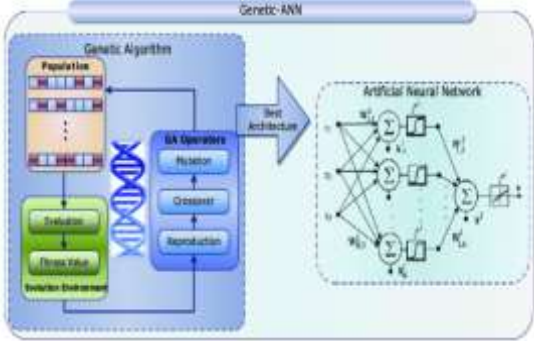 Genetic-ANN
Genetic Algorithm
Population
Evaluation
Fitness Value
Evolution Environment
GA Operators
Mutation
Crossover
Reproduction
Best
Architecture
Artificial Neural Network
Σ
Σ
Σ
Σ